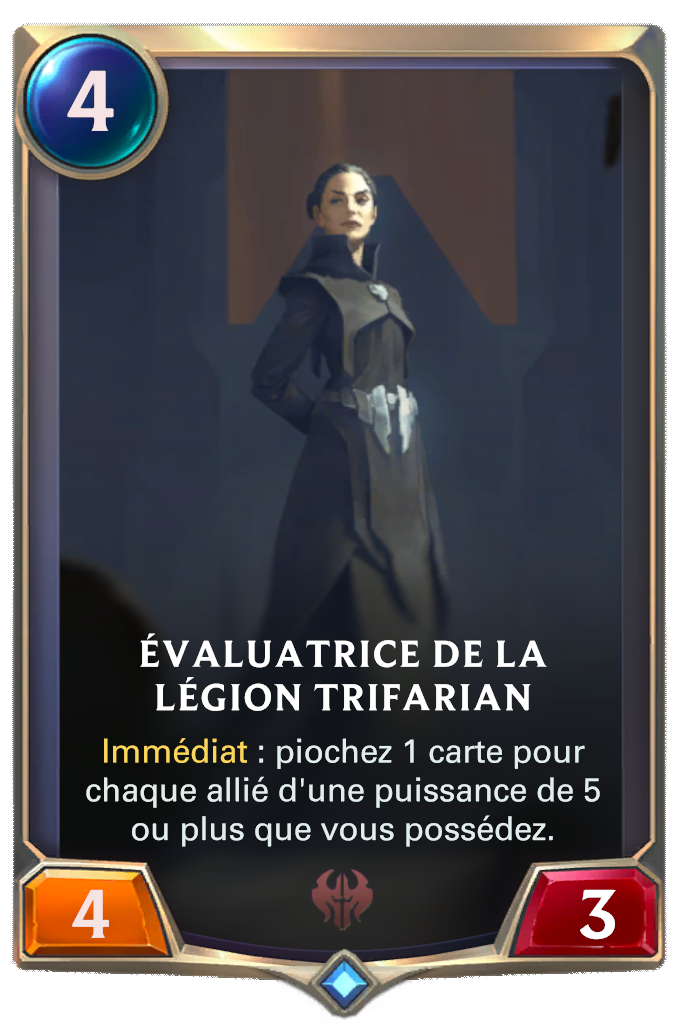 4
ÉVALUATRICE DE LA
LÉGION TRIFARIAN
Immédiat : piochez 1 carte pour
chaque allié d'une puissance de 5
ou plus que vous possédez.
4
3